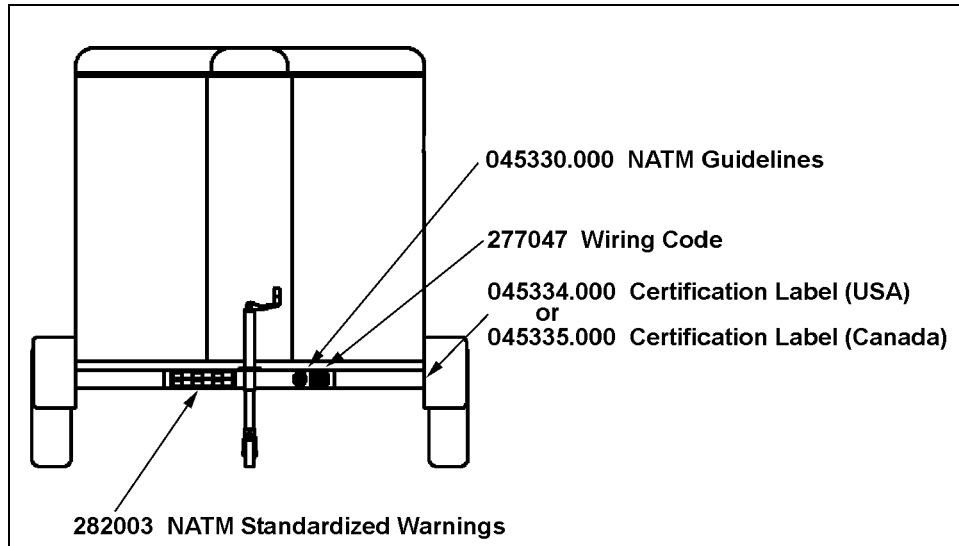 045330.000 NATM Guidelines
277047 Wiring Code
045334.000 Certification Label (USA)
or
045335.000 Certification Label (Canada)
282003 NATM Standardized Warnings